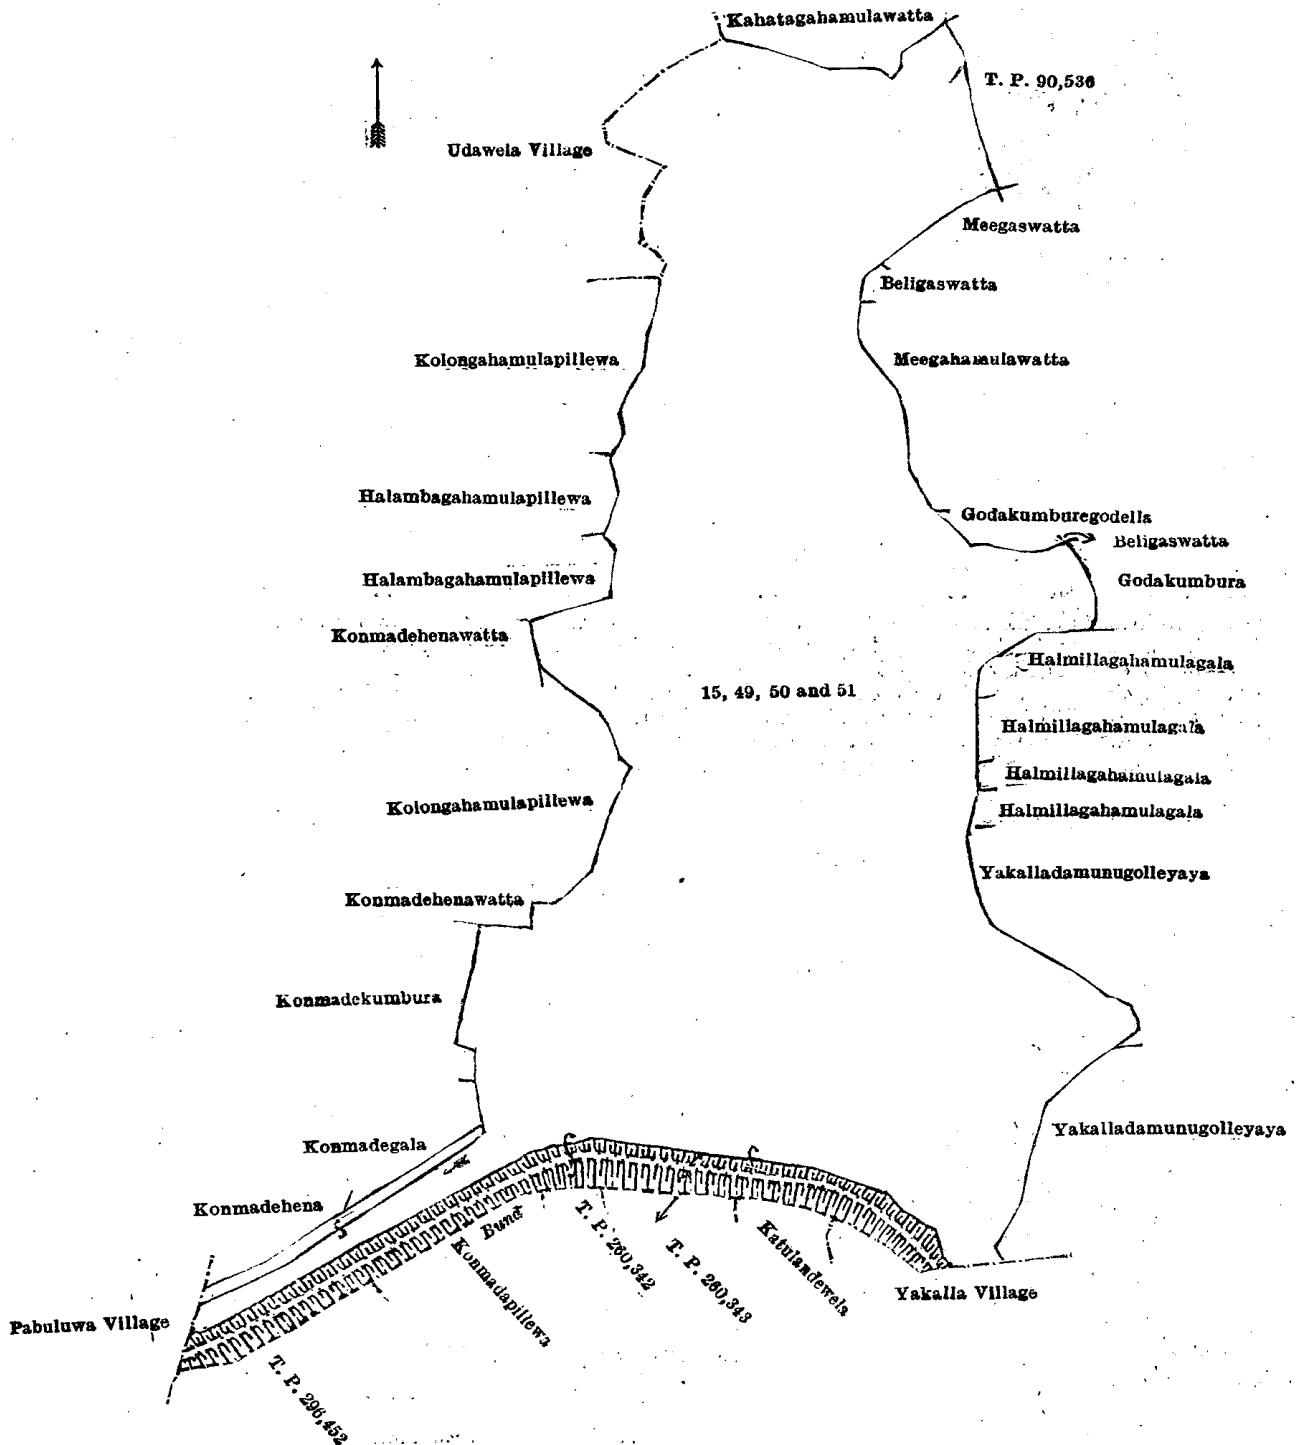 Kahatagahamulawatta
T. P. 90,536
Udawela Village
Meegaswatta
Beligaswatta
Kolongahamulapillewa
Meegahamulawatta
Halambagahamulapillewa
Godakumburegodella
Beligaswatta
Halambagahamulapillewa
Godakumbura
Konmadehenawatta
Halmillagahamulagala
15, 49, 50 and 51
Halmillagahamulagala
Halmillagahamulagala
Kolongahamulapillewa
Halmillagahamulagala
Yakalladamunugolleyaya
Konmadehenawatta
Konmadekumbura
Yakalladamunugolleyaya
Konmadegala
Konmadehena
Bund
T. P. 260,342
T. P. 260,343
Katulandewela
Konmadapillewa
Yakalla Village
Pabuluwa Village
T. P. 296,452